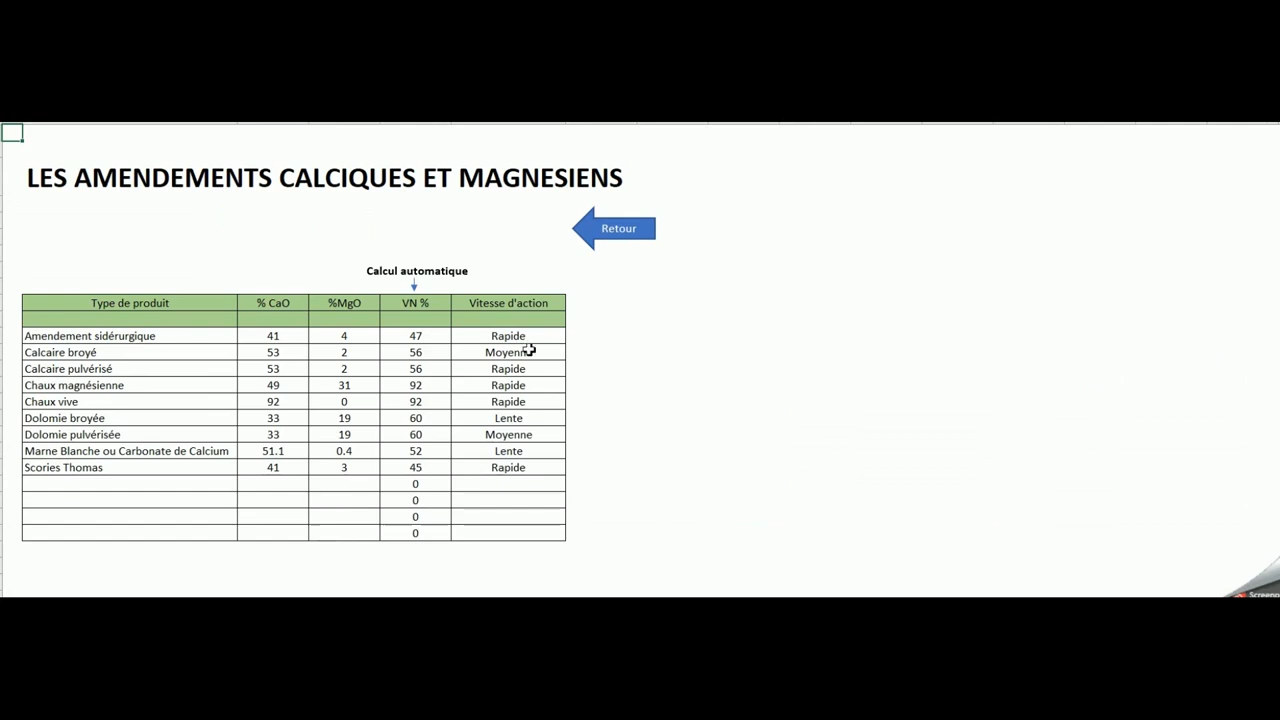 LES AMENDEMENTS CALCIQUES ET MAGNESIENS
Retour
Calcul automatique
Type de produit % CaO %MgO VN % Vitesse d'action
Amendement sidérurgique 41 4 47 Rapide
Calcaire broyé 53 2 56 Moyenne
Calcaire pulvérisé 53 2 56 Rapide
Chaux magnésienne 49 31 92 Rapide
Chaux vive 92 0 92 Rapide
Dolomie broyée 33 19 60 Lente
Dolomie pulvérisée 33 19 60 Moyenne
Marne Blanche ou Carbonate de Calcium 51.1 0.4 52 Lente
Scories Thomas 41 3 45 Rapide
0
0
0
0